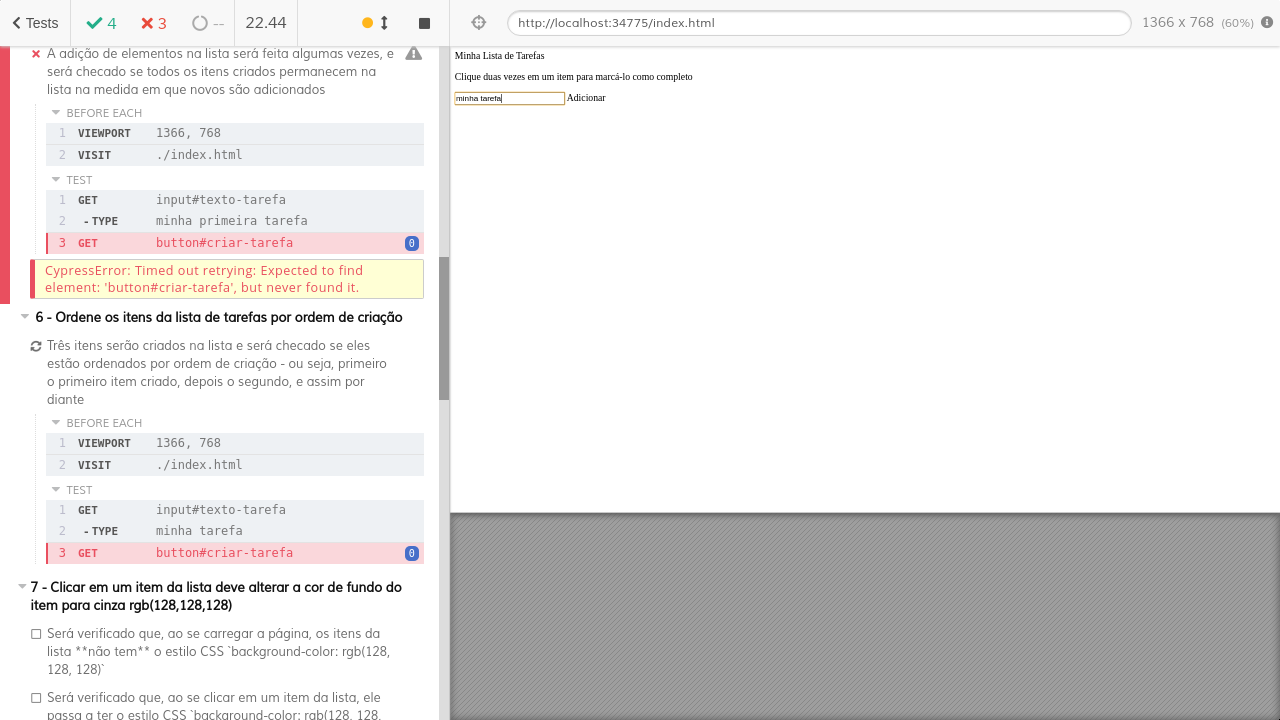 Tests 4 3 -- 22.44 http://localhost:34775/index.html 1366 x 768 (60%)
A adição de elementos na lista será feita algumas vezes, e
será checado se todos os itens criados permanecem na
lista na medida em que novos são adicionados
BEFORE EACH
1 VIEWPORT 1366, 768
2 VISIT ./index.html
TEST
1 GET input#texto-tarefa
2 - TYPE minha primeira tarefa
3 GET button#criar-tarefa 0
CypressError: Timed out retrying: Expected to find
element: 'button#criar-tarefa', but never found it.
6 - Ordene os itens da lista de tarefas por ordem de criação
Três itens serão criados na lista e será checado se eles
estão ordenados por ordem de criação - ou seja, primeiro
o primeiro item criado, depois o segundo, e assim por
diante
BEFORE EACH
1 VIEWPORT 1366, 768
2 VISIT ./index.html
TEST
1 GET input#texto-tarefa
2 - TYPE minha tarefa
3 GET button#criar-tarefa 0
7 - Clicar em um item da lista deve alterar a cor de fundo do
item para cinza rgb(128,128,128)
Será verificado que, ao se carregar a página, os itens da
lista **não tem** o estilo CSS `background-color: rgb(128,
128, 128)`
Será verificado que, ao se clicar em um item da lista, ele
passa a ter o estilo CSS `background-color: rgb(128, 128,
Minha Lista de Tarefas
Clique duas vezes em um item para marcá-lo como completo
minha tarefa Adicionar